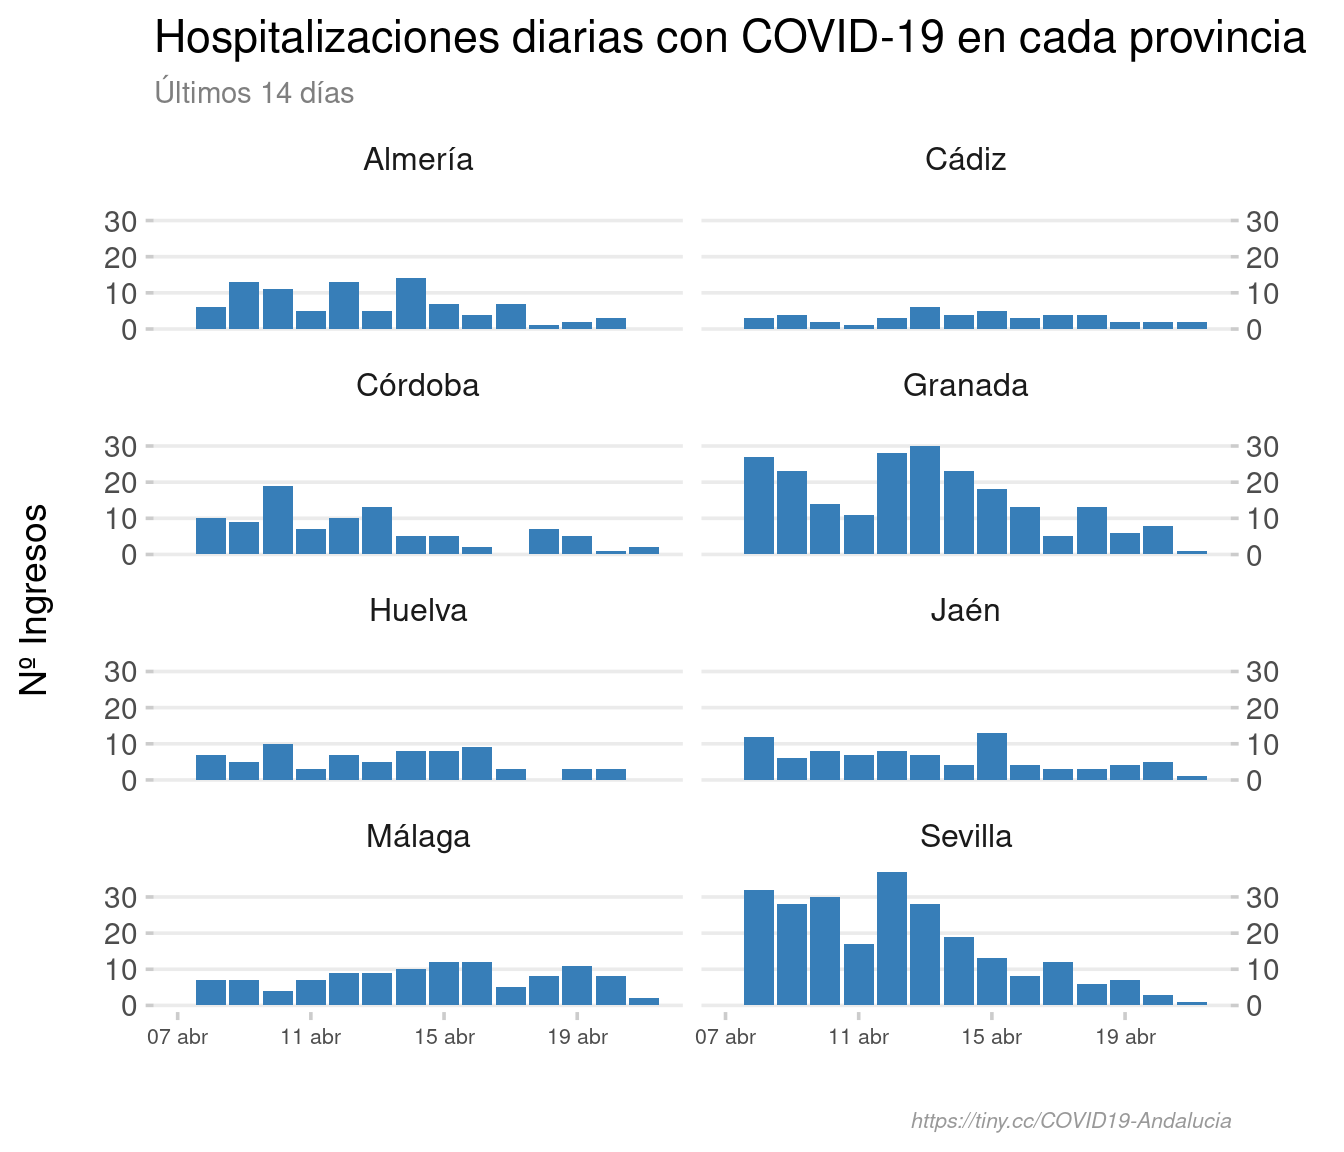 Hospitalizaciones diarias con COVID-19 en cada provincia
Últimos 14 días
Almería
Cádiz
30
20
10
0
30
20
10
0
Córdoba
Granada
30
20
10
0
30
20
10
0
Nº Ingresos
Huelva
Jaén
30
20
10
0
30
20
10
0
Málaga
Sevilla
30
20
10
0
30
20
10
0
07 abr 11 abr 15 abr 19 abr
07 abr 11 abr 15 abr 19 abr
https://tiny.cc/COVID19-Andalucia